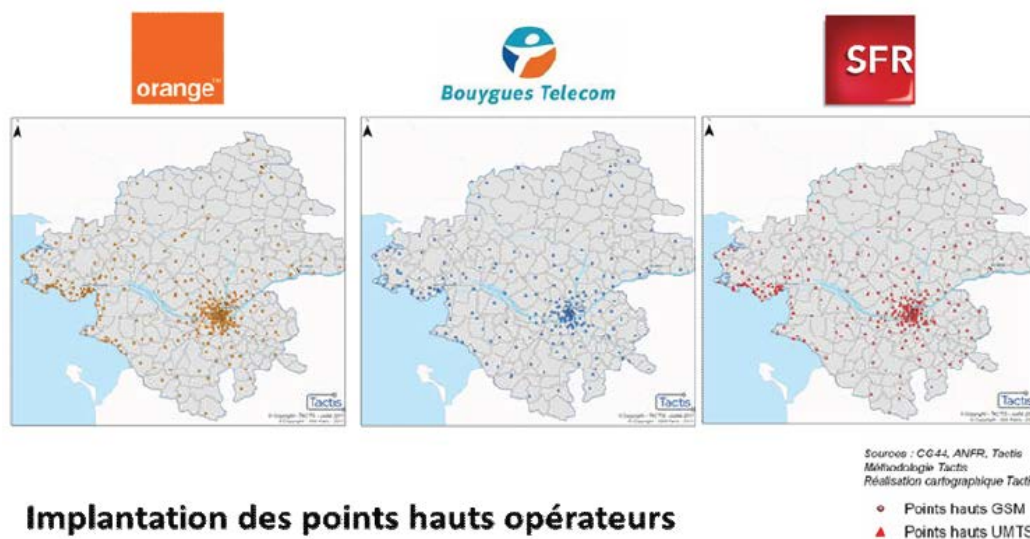 orange™
Bouygues Telecom
SFR
Tactis
Tactis
Tactis
Sources : CG44, ANFR, Tactis
Méthodologie Tactis
Réalisation cartographique Tactis
Implantation des points hauts opérateurs
Points hauts GSM
Points hauts UMTS